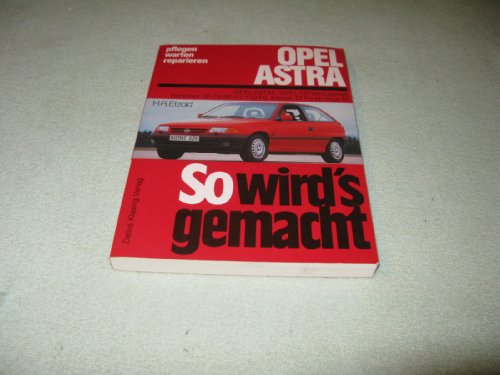 pflegen
warten
reparieren
OPEL
ASTRA
H.R. Etzold
So wird's
gemacht
Delius Klasing Verlag